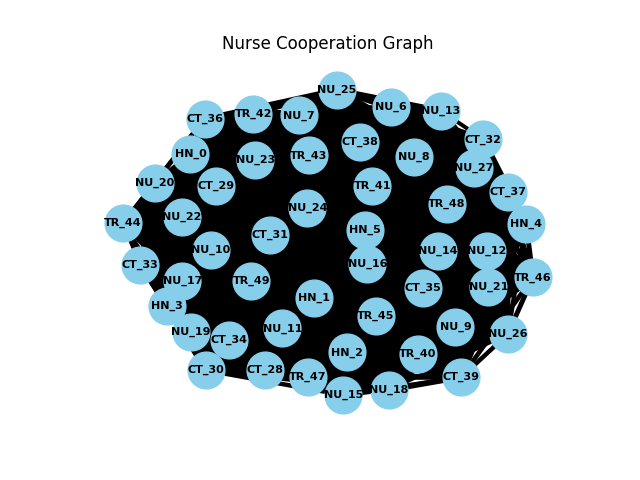 Nurse Cooperation Graph
NU_25
NU_6
NU_13
TR_42
NU_7
CT_36
CT_32
CT_38
HN_0
NU_23
TR_43
NU_8
NU_27
NU_20
CT_29
TR_41
CT_37
TR_48
NU_24
NU_22
TR_44
HN_4
HN_5
CT_31
NU_10
NU_14
NU_12
CT_33
NU_16
TR_46
NU_17
TR_49
CT_35
NU_21
HN_1
HN_3
TR_45
NU_9
NU_19
NU_11
NU_26
CT_34
HN_2
TR_40
CT_30
CT_28
TR_47
CT_39
NU_18
NU_15